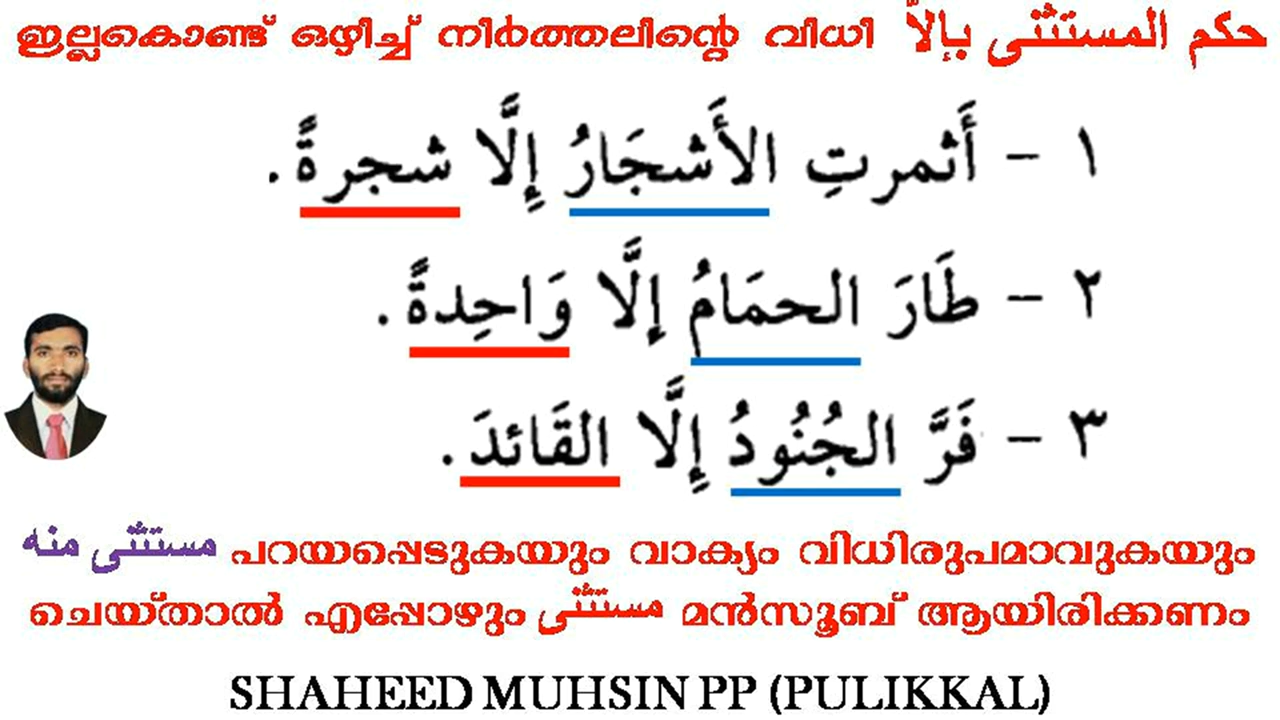 ഇല്ലകൊണ്ട് ഒഴിച്ച് നിർത്തലിന്റെ വിധി حكم المستثنى بإلاّ
١ - أَثمرتِ الأَشجَارُ إِلَّا شجرةً .
٢ - طَارَ الحمَامُ إِلَّا وَاحِدةً .
٣ - فَرَّ الجُنُودُ إِلَّا القَائدَ .
مستثنى منه പറയപ്പെടുകയും വാക്യം വിധിരൂപമാവുകയും
ചെയ്താൽ എപ്പോഴും مستثنى മൻസൂബ് ആയിരിക്കണം
SHAHEED MUHSIN PP (PULIKKAL)